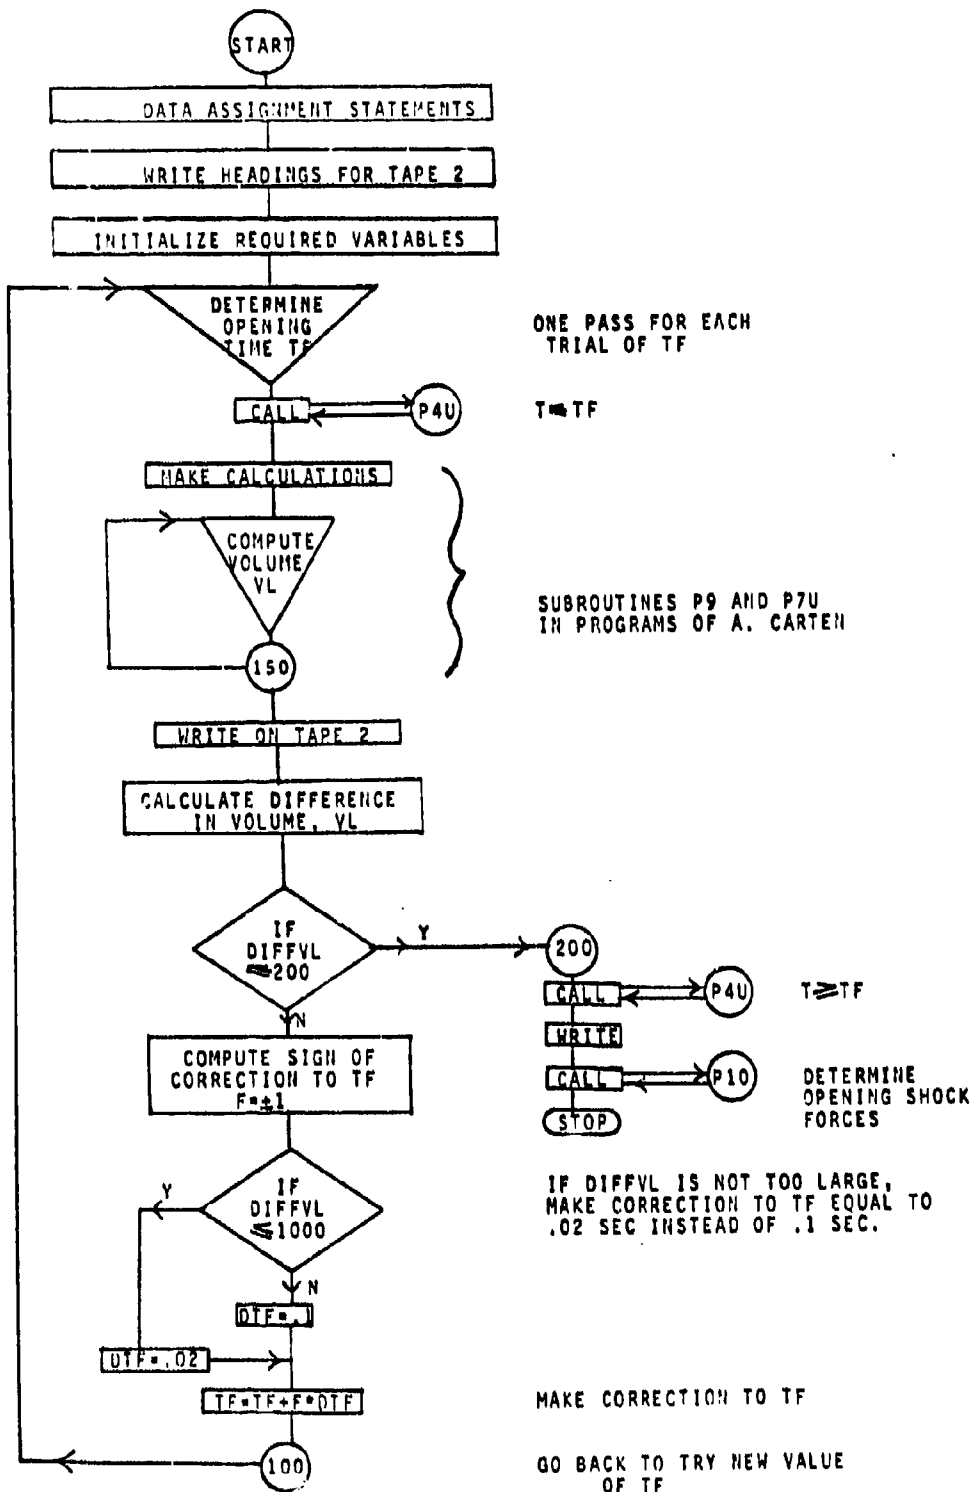 START
DATA ASSIGNMENT STATEMENTS
WRITE HEADINGS FOR TAPE 2
INITIALIZE REQUIRED VARIABLES
DETERMINE
OPENING
TIME TF
ONE PASS FOR EACH
TRIAL OF TF
CALL
P4U
T=TF
MAKE CALCULATIONS
COMPUTE
VOLUME
VL
SUBROUTINES P9 AND P7U
IN PROGRAMS OF A. CARTEN
150
WRITE ON TAPE 2
CALCULATE DIFFERENCE
IN VOLUME, VL
IF
DIFFVL
≤200
Y
200
N
CALL
P4U
T≥TF
WRITE
CALL
P10
DETERMINE
OPENING SHOCK
FORCES
STOP
COMPUTE SIGN OF
CORRECTION TO TF
F=±1
IF
DIFFVL
≤1000
Y
N
IF DIFFVL IS NOT TOO LARGE,
MAKE CORRECTION TO TF EQUAL TO
.02 SEC INSTEAD OF .1 SEC.
DTF=.1
DTF=.02
TF=TF+F*DTF
MAKE CORRECTION TO TF
100
GO BACK TO TRY NEW VALUE
OF TF